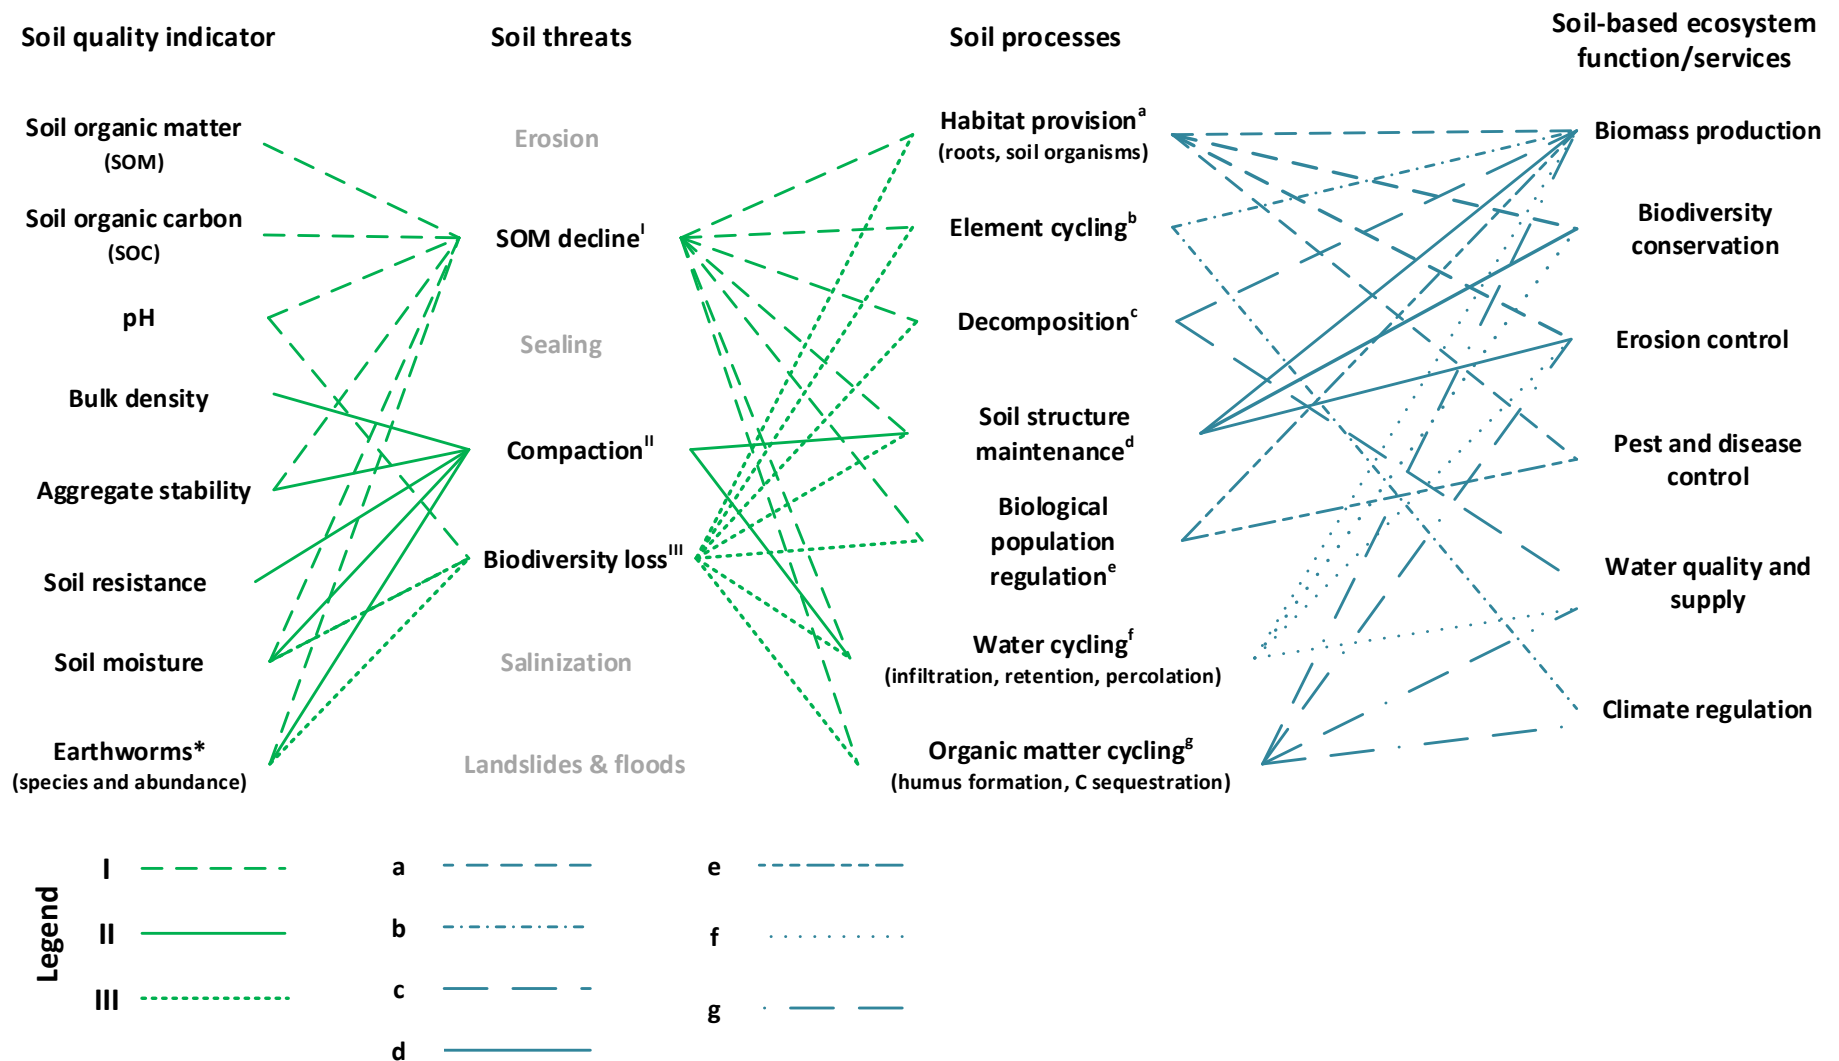 Soil quality indicator
Soil threats
Soil processes
Soil-based ecosystem
function/services
Soil organic matter
(SOM)
Soil organic carbon
(SOC)
pH
Bulk density
Aggregate stability
Soil resistance
Soil moisture
Earthworms*
(species and abundance)
Erosion
SOM decline^I
Sealing
Compaction^II
Biodiversity loss^III
Salinization
Landslides & floods
Habitat provision^a
(roots, soil organisms)
Element cycling^b
Decomposition^c
Soil structure
maintenance^d
Biological
population
regulation^e
Water cycling^f
(infiltration, retention, percolation)
Organic matter cycling^g
(humus formation, C sequestration)
Biomass production
Biodiversity
conservation
Erosion control
Pest and disease
control
Water quality and
supply
Climate regulation
Legend
I
II
III
a
b
c
d
e
f
g